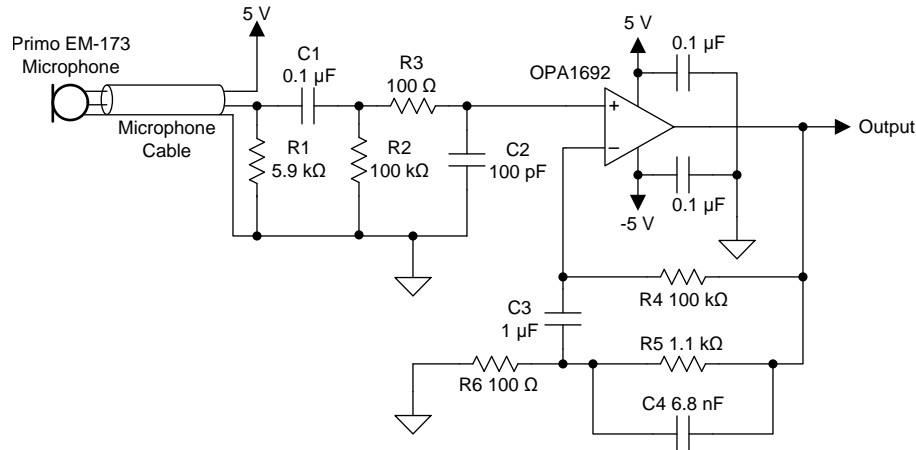 Primo EM-173
Microphone
5 V
Microphone
Cable
C1
0.1 µF
R1
5.9 kΩ
R2
100 kΩ
R3
100 Ω
C2
100 pF
OPA1692
5 V
0.1 µF
+
−
-5 V
0.1 µF
Output
R4 100 kΩ
C3
1 µF
R5 1.1 kΩ
R6 100 Ω
C4 6.8 nF